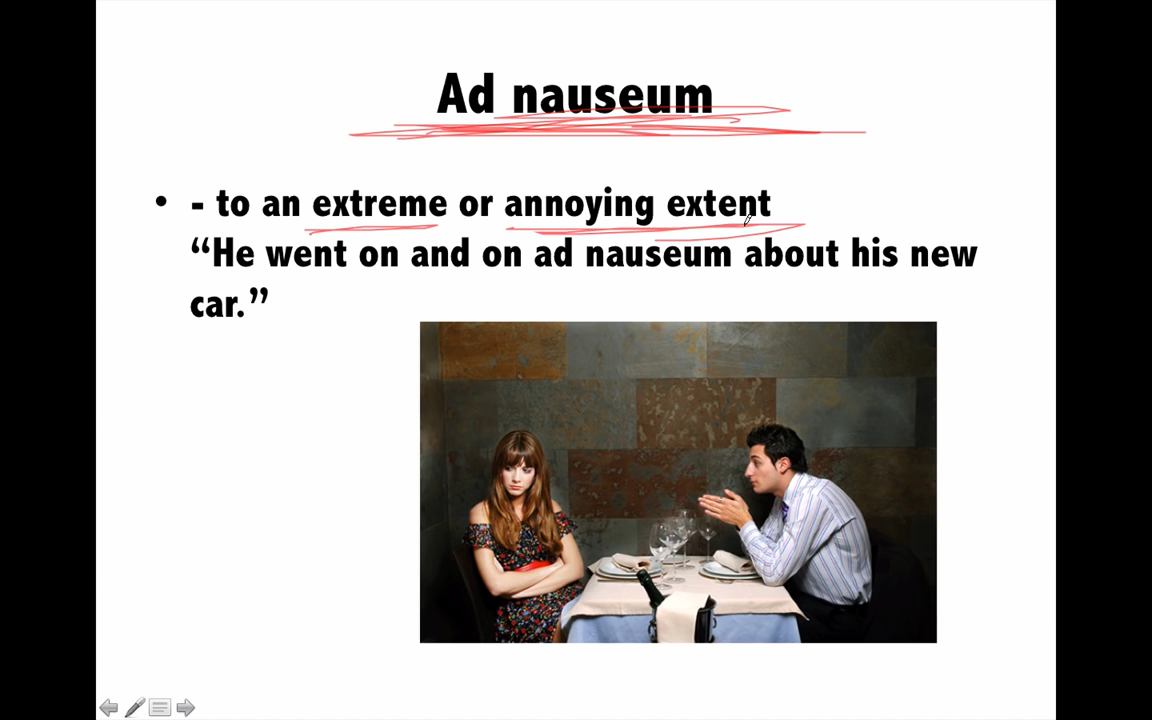 Ad nauseum
• - to an extreme or annoying extent
“He went on and on ad nauseum about his new
car.”